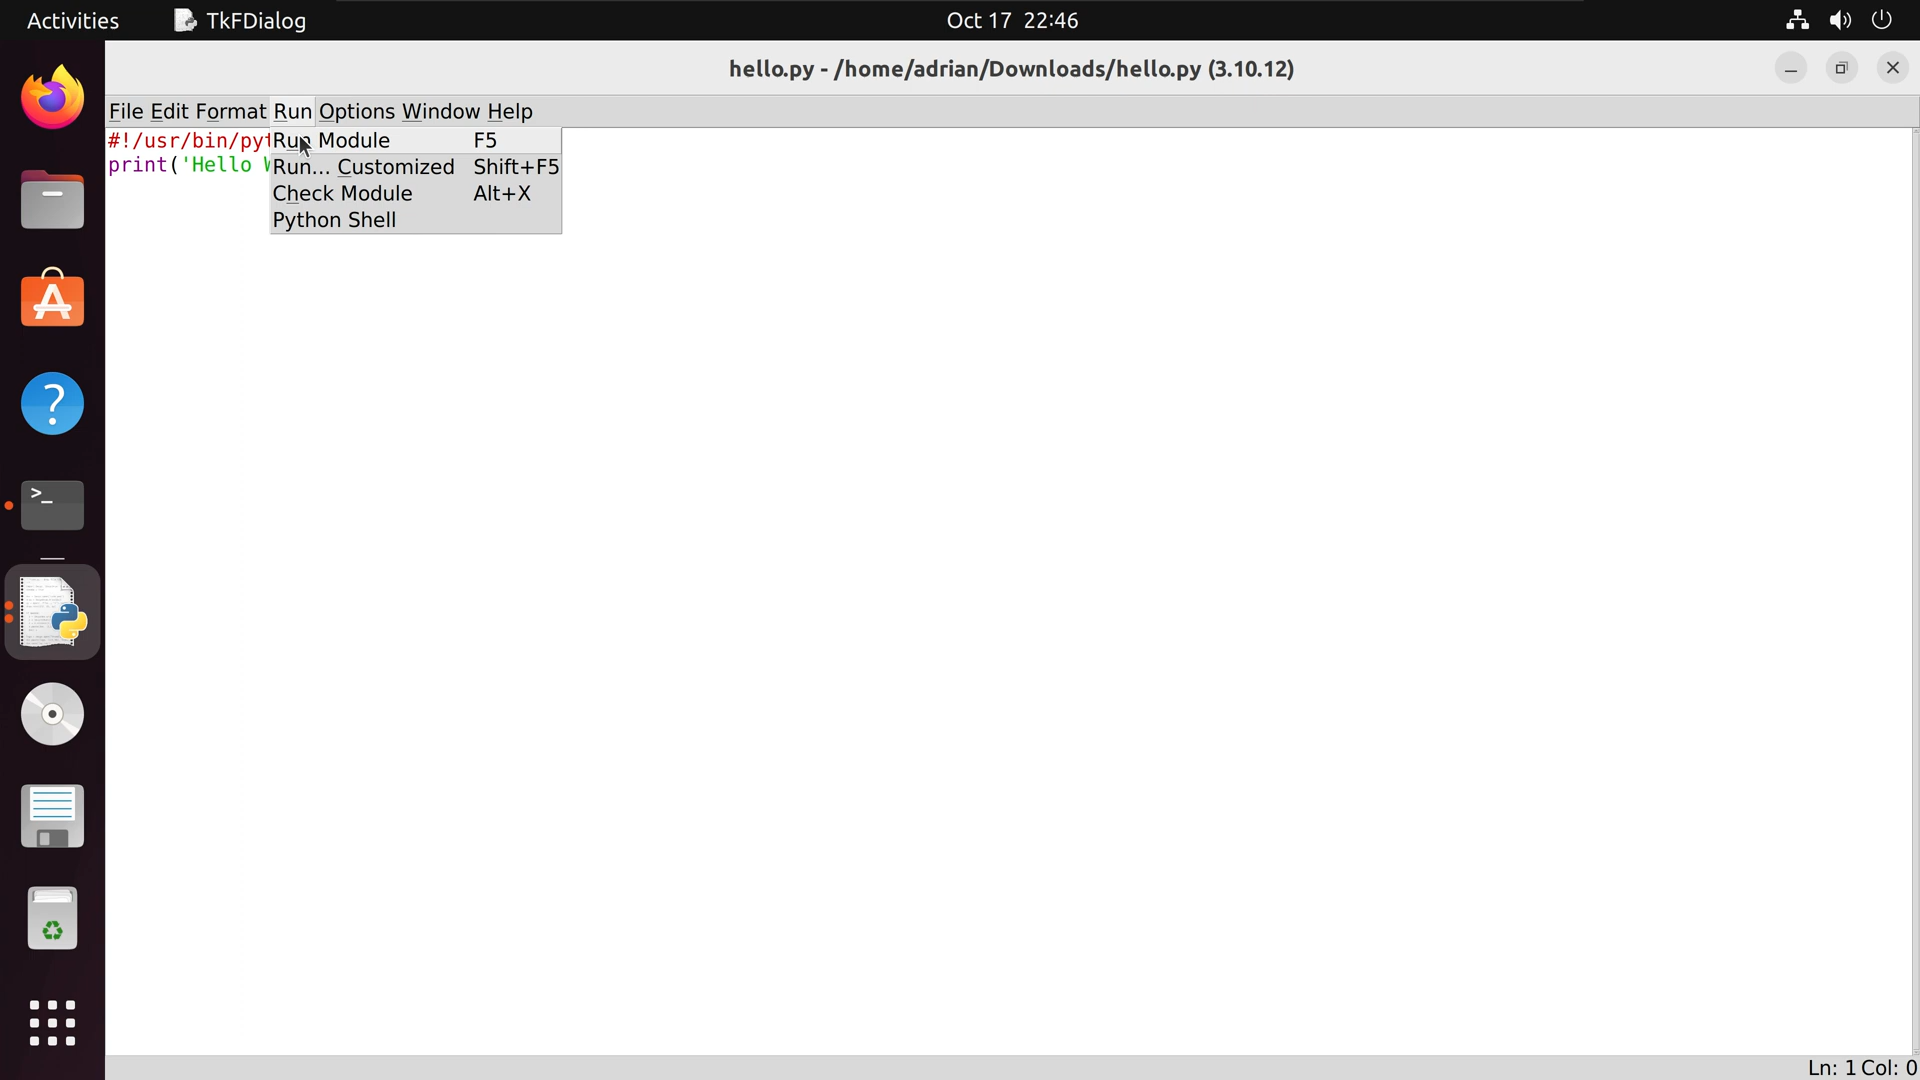 Activities TkFDialog Oct 17 22:46
hello.py - /home/adrian/Downloads/hello.py (3.10.12)
File Edit Format Run Options Window Help
#!/usr/bin/pyt
print('Hello W
Run Module F5
Run... Customized Shift+F5
Check Module Alt+X
Python Shell
Ln: 1 Col: 0